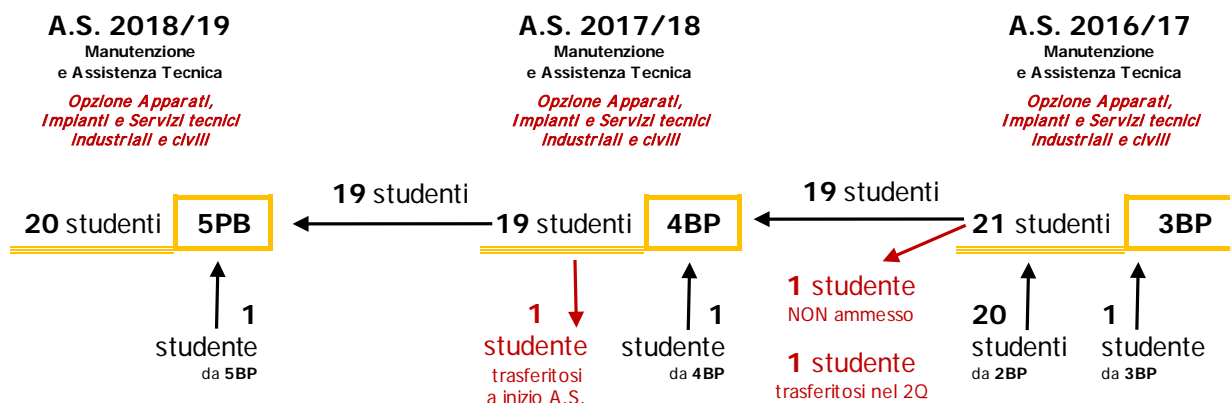 A.S. 2018/19
Manutenzione
e Assistenza Tecnica
Opzione Apparati,
Impianti e Servizi tecnici
industriali e civili
A.S. 2017/18
Manutenzione
e Assistenza Tecnica
Opzione Apparati,
Impianti e Servizi tecnici
industriali e civili
A.S. 2016/17
Manutenzione
e Assistenza Tecnica
Opzione Apparati,
Impianti e Servizi tecnici
industriali e civili
20 studenti 5PB
19 studenti
19 studenti 4BP
19 studenti
21 studenti 3BP
1
studente
da 5BP
1
studente
trasferitosi
a inizio A.S.
1
studente
da 4BP
1 studente
NON ammesso
1 studente
trasferitosi nel 2Q
20
studenti
da 2BP
1
studente
da 3BP